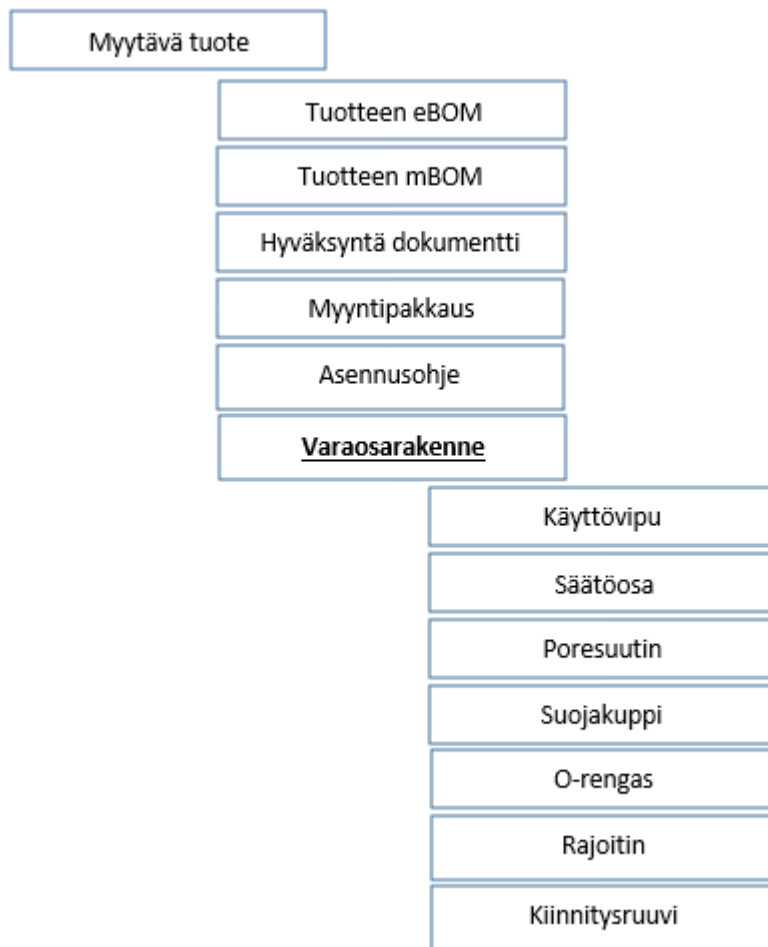 Myytävä tuote
Tuotteen eBOM
Tuotteen mBOM
Hyväksyntä dokumentti
Myyntipakkaus
Asennusohje
Varaosarakenne
Käyttövipu
Säätöosa
Poresuutin
Suojakuppi
O-rengas
Rajoitin
Kiinnitysruuvi